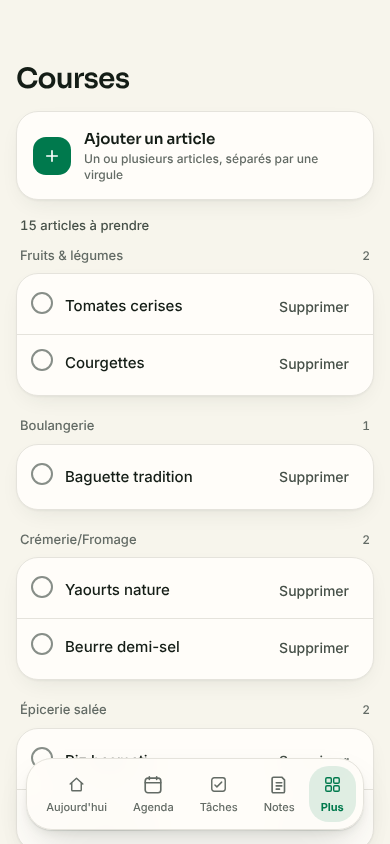 Courses
Ajouter un article
Un ou plusieurs articles, séparés par une
virgule
15 articles à prendre
Fruits & légumes 2
Tomates cerises Supprimer
Courgettes Supprimer
Boulangerie 1
Baguette tradition Supprimer
Crémerie/Fromage 2
Yaourts nature Supprimer
Beurre demi-sel Supprimer
Épicerie salée 2
Aujourd'hui Agenda Tâches Notes Plus